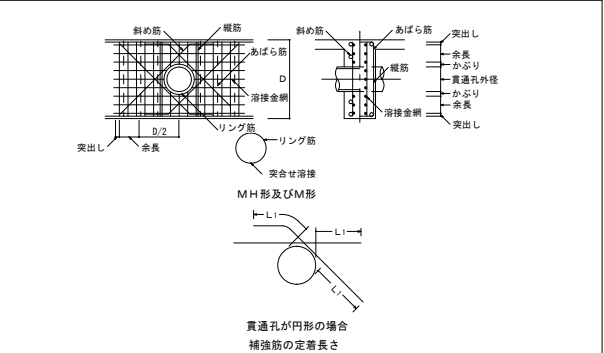 斜め筋
縦筋
あばら筋
D
溶接金網
リング筋
D/2
突出し
余長
リング筋
突合せ溶接
MH形及びM形
斜め筋
あばら筋
縦筋
溶接金網
突出し
余長
かぶり
貫通孔外径
かぶり
余長
突出し
L1
L1
L1
貫通孔が円形の場合
補強筋の定着長さ